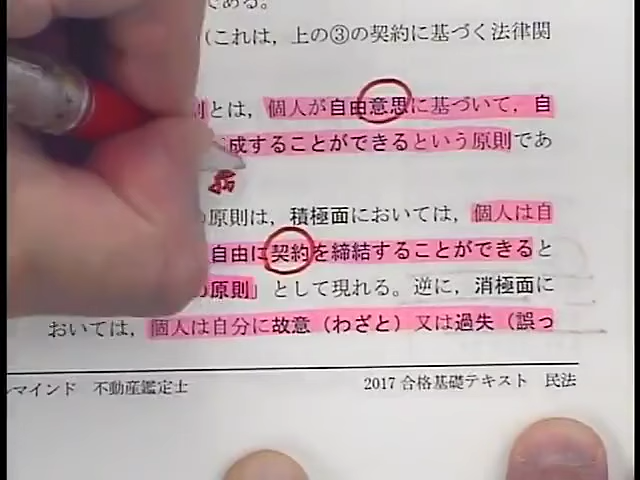 である。
（これは，上の③の契約に基づく法律関
とは，個人が自由意思に基づいて，自
成することができるという原則であ
の原則は，積極面においては，個人は自
自由に契約を締結することができると
の原則」として現れる。逆に，消極面に
おいては，個人は自分に故意（わざと）又は過失（誤っ
マインド 不動産鑑定士
2017 合格基礎テキスト 民法